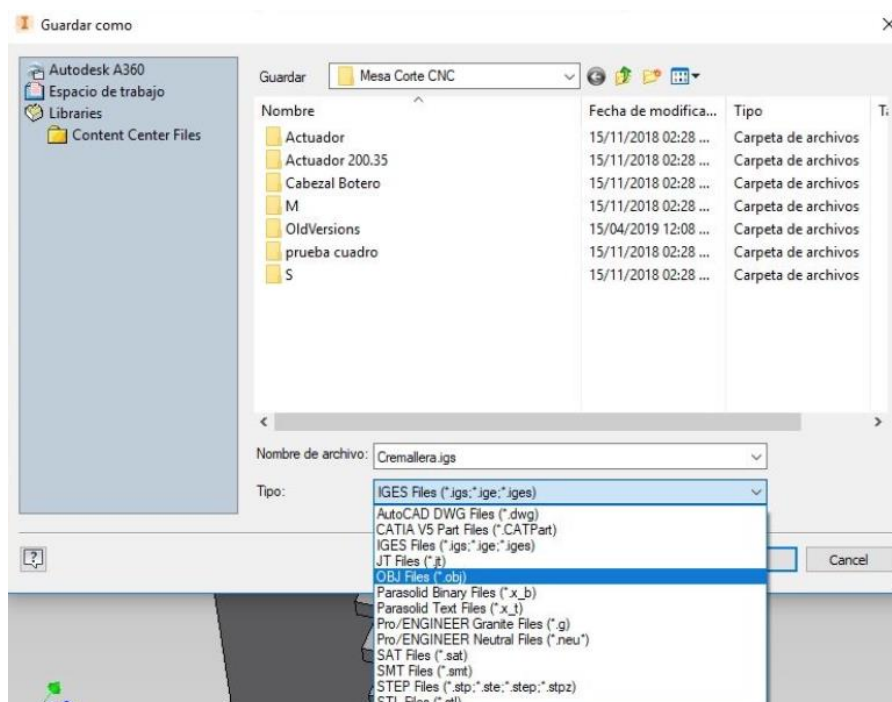 Guardar como
Autodesk A360
Espacio de trabajo
Libraries
Content Center Files
Guardar
Mesa Corte CNC
Nombre Fecha de modifica... Tipo
Actuador 15/11/2018 02:28 ... Carpeta de archivos
Actuador 200.35 15/11/2018 02:28 ... Carpeta de archivos
Cabezal Botero 15/11/2018 02:28 ... Carpeta de archivos
M 15/11/2018 02:28 ... Carpeta de archivos
OldVersions 15/04/2019 12:08 ... Carpeta de archivos
prueba cuadro 15/11/2018 02:28 ... Carpeta de archivos
S 15/11/2018 02:28 ... Carpeta de archivos
Nombre de archivo: Cremallera.igs
Tipo: IGES Files (*.igs;*.ige;*.iges)
AutoCAD DWG Files (*.dwg)
CATIA V5 Part Files (*.CATPart)
IGES Files (*.igs;*.ige;*.iges)
JT Files (*.jt)
OBJ Files (*.obj)
Parasolid Binary Files (*.x_b)
Parasolid Text Files (*.x_t)
Pro/ENGINEER Granite Files (*.g)
Pro/ENGINEER Neutral Files (*.neu*)
SAT Files (*.sat)
SMT Files (*.smt)
STEP Files (*.stp;*.ste;*.step;*.stpz)
STL Files (*.stl)
Cancel